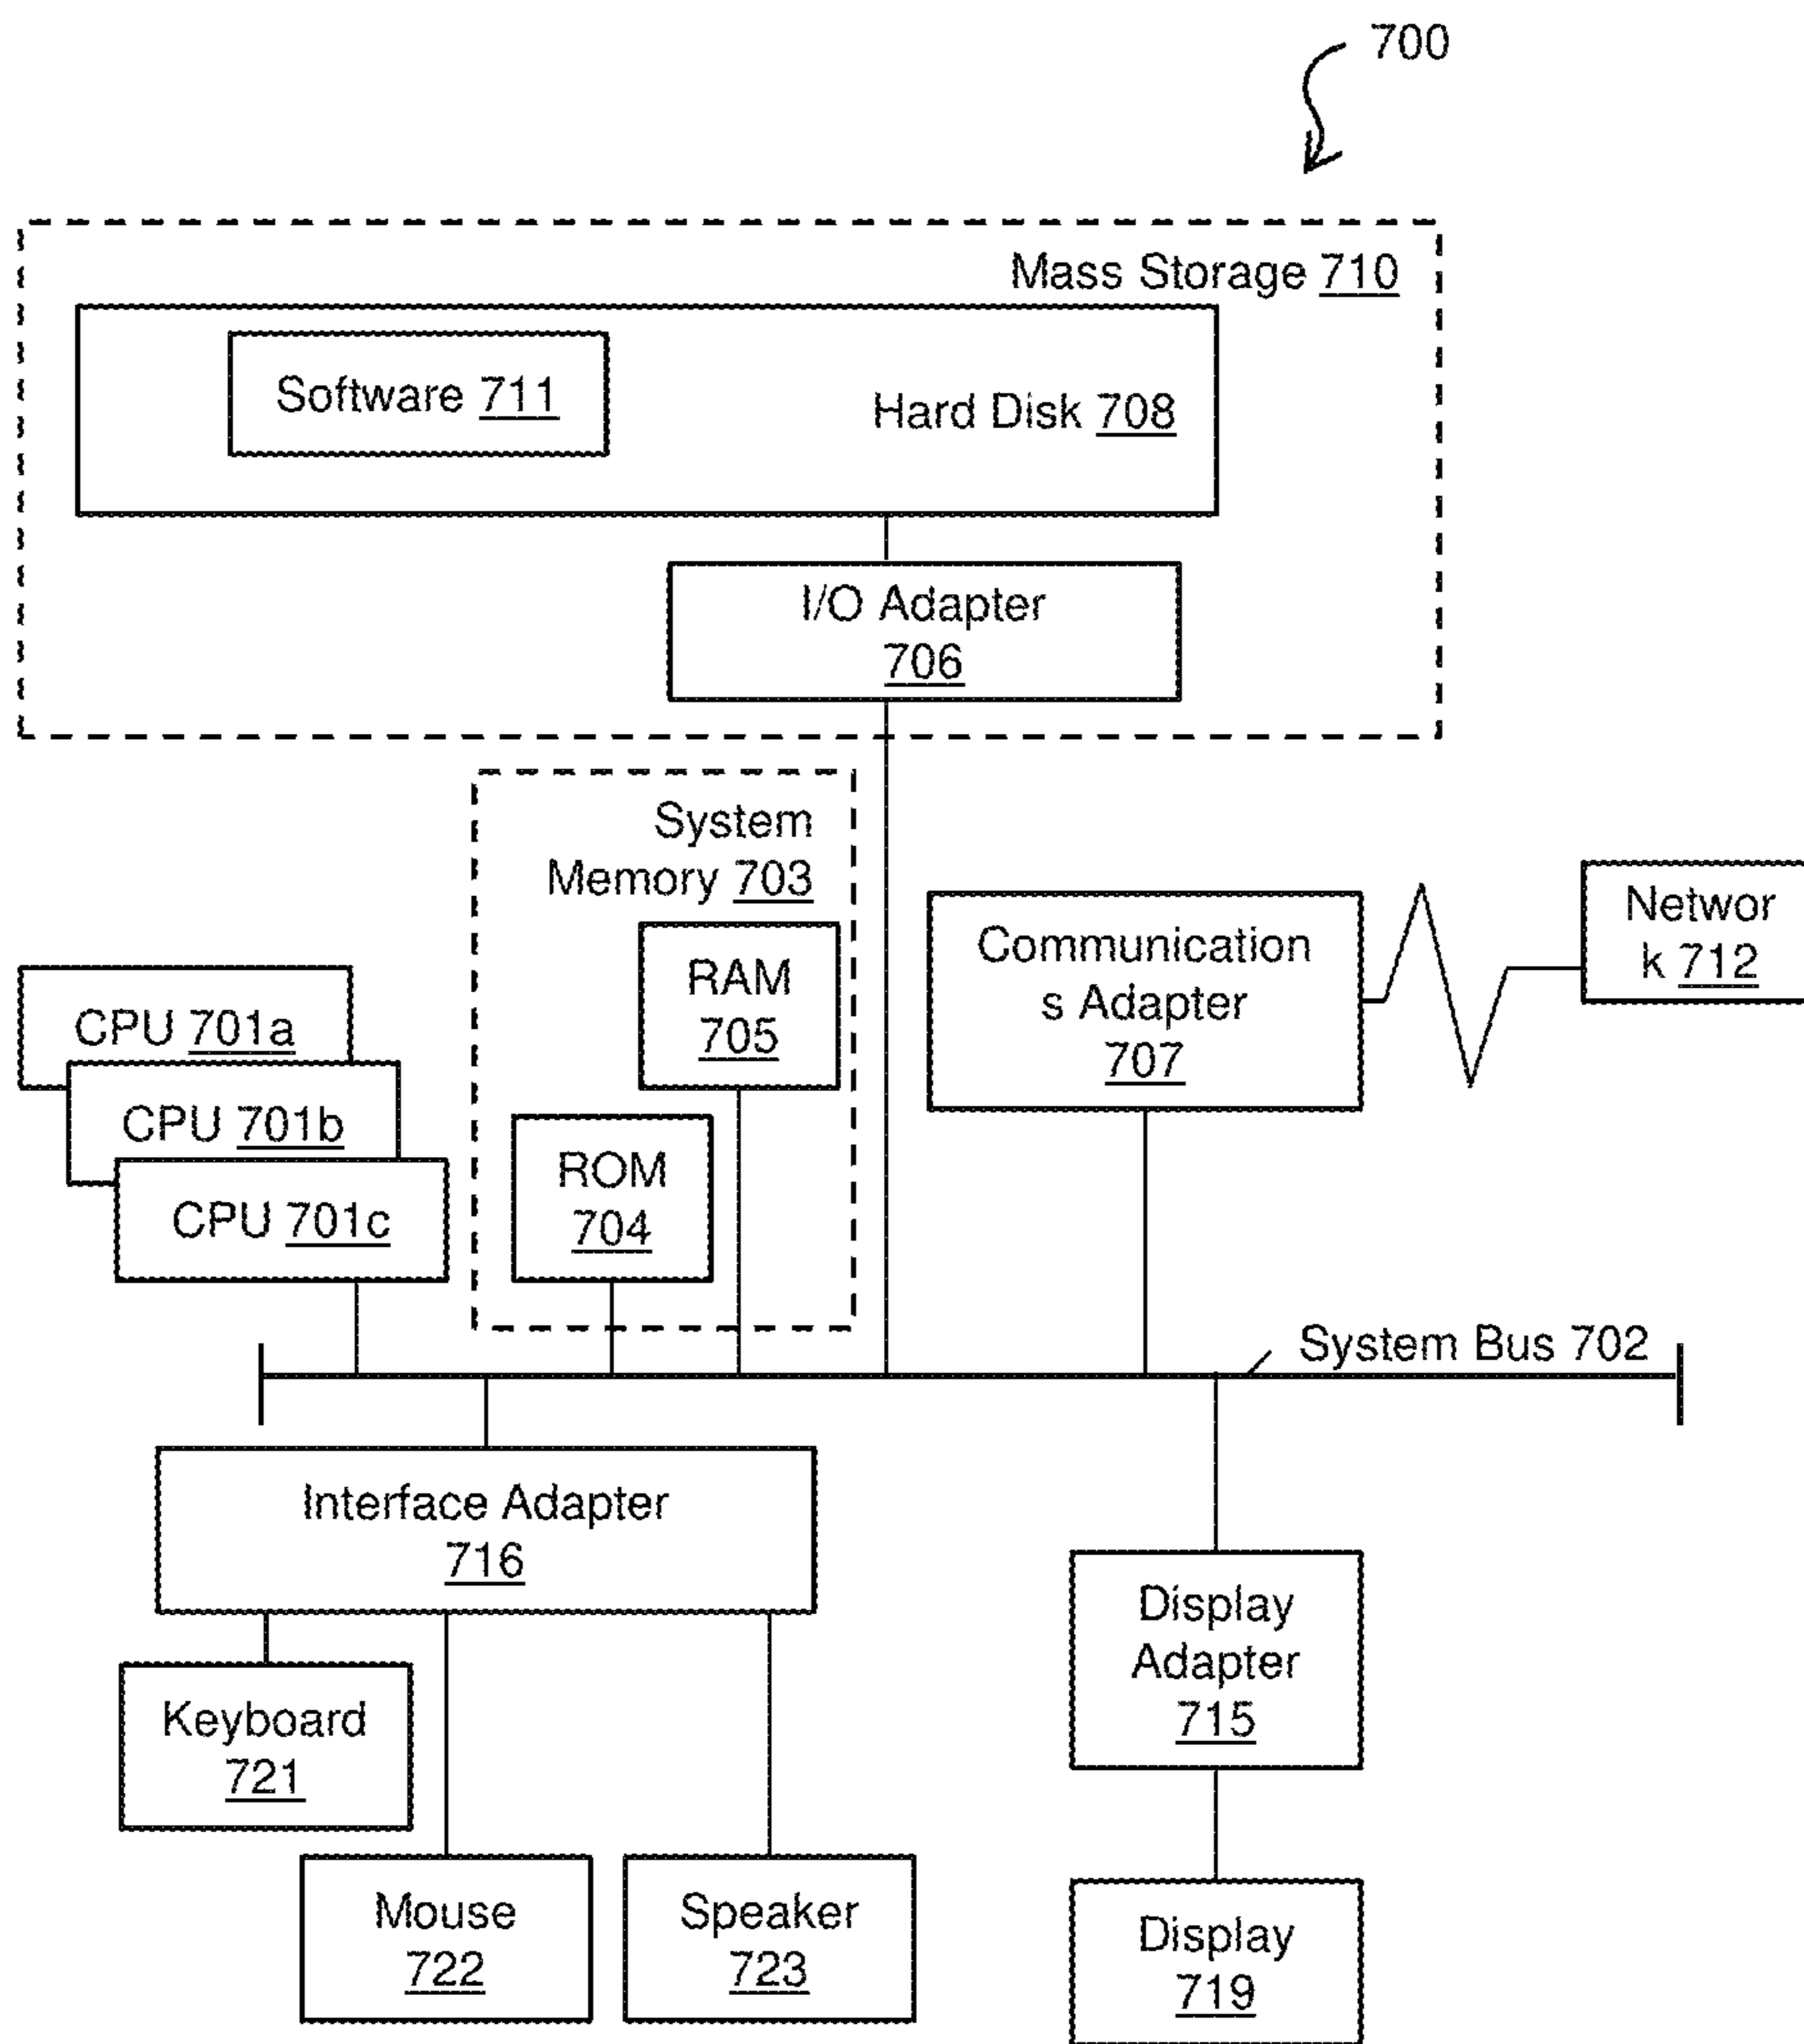 700
Mass Storage 710
Software 711
Hard Disk 708
I/O Adapter
706
System
Memory 703
RAM
705
ROM
704
CPU 701a
CPU 701b
CPU 701c
Communication
s Adapter
707
Networ
k 712
System Bus 702
Interface Adapter
716
Keyboard
721
Mouse
722
Speaker
723
Display
Adapter
715
Display
719